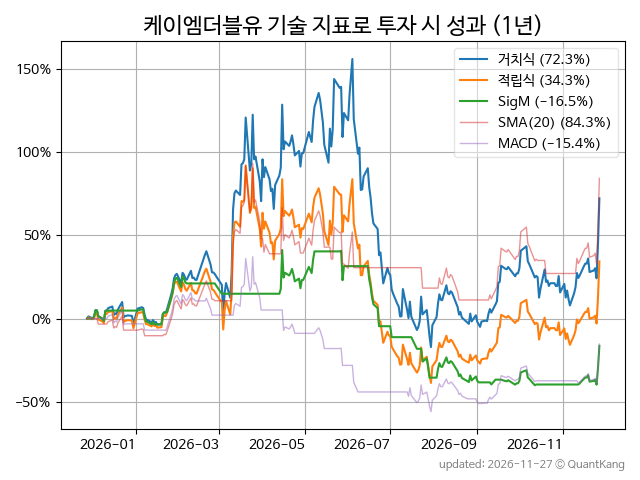 케이엠더블유 기술 지표로 투자 시 성과 (1년)
거치식 (72.3%)
적립식 (34.3%)
SigM (−16.5%)
SMA(20) (84.3%)
MACD (−15.4%)
150%
100%
50%
0%
−50%
2026-01 2026-03 2026-05 2026-07 2026-09 2026-11
updated: 2026-11-27 © QuantKang